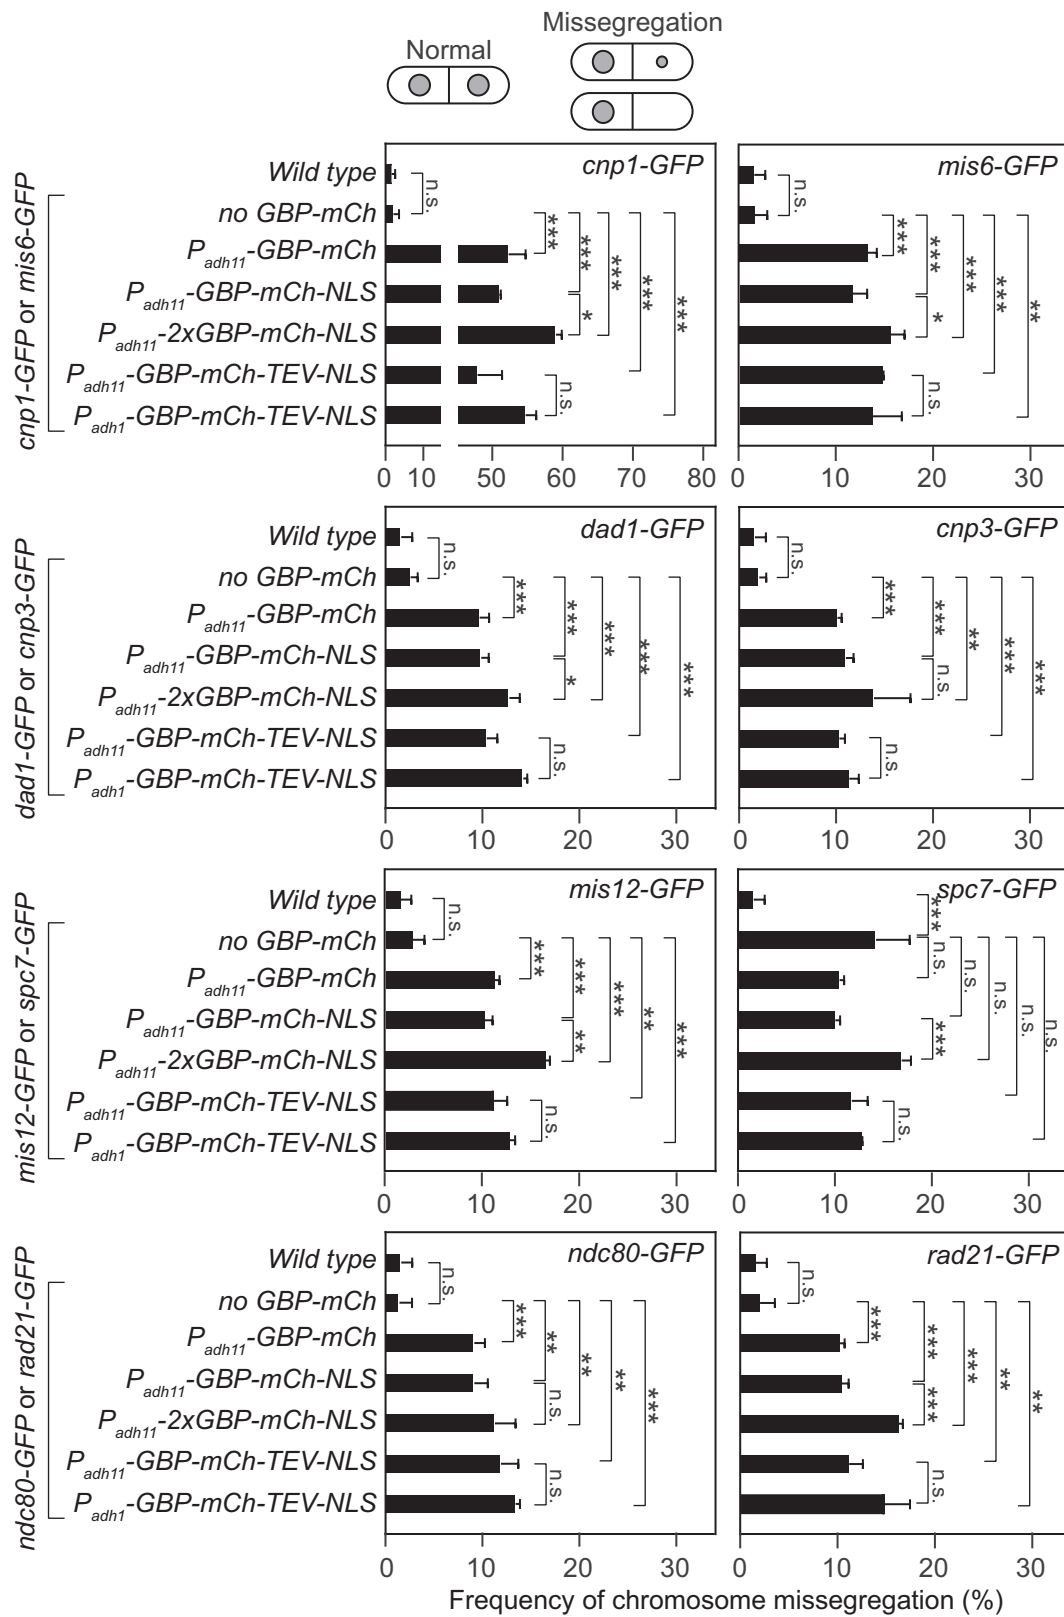 Normal
Missegregation
cnp1-GFP or mis6-GFP
Wild type
no GBP-mCh
Padh11-GBP-mCh
Padh11-GBP-mCh-NLS
Padh11-2xGBP-mCh-NLS
Padh11-GBP-mCh-TEV-NLS
Padh1-GBP-mCh-TEV-NLS
cnp1-GFP
n.s.
***
***
***
***
***
*
n.s.
0 10 50 60 70 80
mis6-GFP
n.s.
***
***
***
***
**
*
n.s.
0 10 20 30
dad1-GFP or cnp3-GFP
Wild type
no GBP-mCh
Padh11-GBP-mCh
Padh11-GBP-mCh-NLS
Padh11-2xGBP-mCh-NLS
Padh11-GBP-mCh-TEV-NLS
Padh1-GBP-mCh-TEV-NLS
dad1-GFP
n.s.
***
***
***
***
***
*
n.s.
0 10 20 30
cnp3-GFP
n.s.
***
***
**
***
***
n.s.
n.s.
0 10 20 30
mis12-GFP or spc7-GFP
Wild type
no GBP-mCh
Padh11-GBP-mCh
Padh11-GBP-mCh-NLS
Padh11-2xGBP-mCh-NLS
Padh11-GBP-mCh-TEV-NLS
Padh1-GBP-mCh-TEV-NLS
mis12-GFP
n.s.
***
***
***
**
***
**
n.s.
0 10 20 30
spc7-GFP
***
n.s.
n.s.
n.s.
n.s.
n.s.
***
n.s.
0 10 20 30
ndc80-GFP or rad21-GFP
Wild type
no GBP-mCh
Padh11-GBP-mCh
Padh11-GBP-mCh-NLS
Padh11-2xGBP-mCh-NLS
Padh11-GBP-mCh-TEV-NLS
Padh1-GBP-mCh-TEV-NLS
ndc80-GFP
n.s.
***
**
**
**
***
n.s.
n.s.
0 10 20 30
rad21-GFP
n.s.
***
***
***
**
**
***
n.s.
0 10 20 30
Frequency of chromosome missegregation (%)